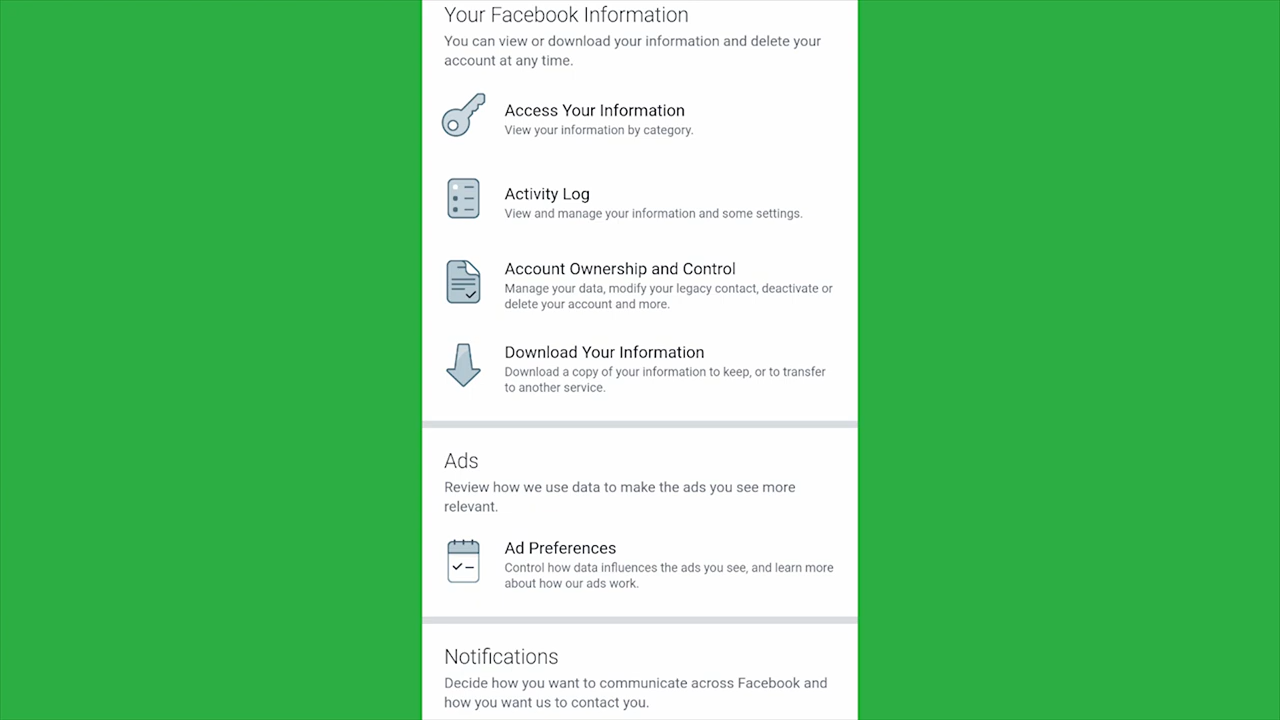 Your Facebook Information
You can view or download your information and delete your
account at any time.
Access Your Information
View your information by category.
Activity Log
View and manage your information and some settings.
Account Ownership and Control
Manage your data, modify your legacy contact, deactivate or
delete your account and more.
Download Your Information
Download a copy of your information to keep, or to transfer
to another service.
Ads
Review how we use data to make the ads you see more
relevant.
Ad Preferences
Control how data influences the ads you see, and learn more
about how our ads work.
Notifications
Decide how you want to communicate across Facebook and
how you want us to contact you.